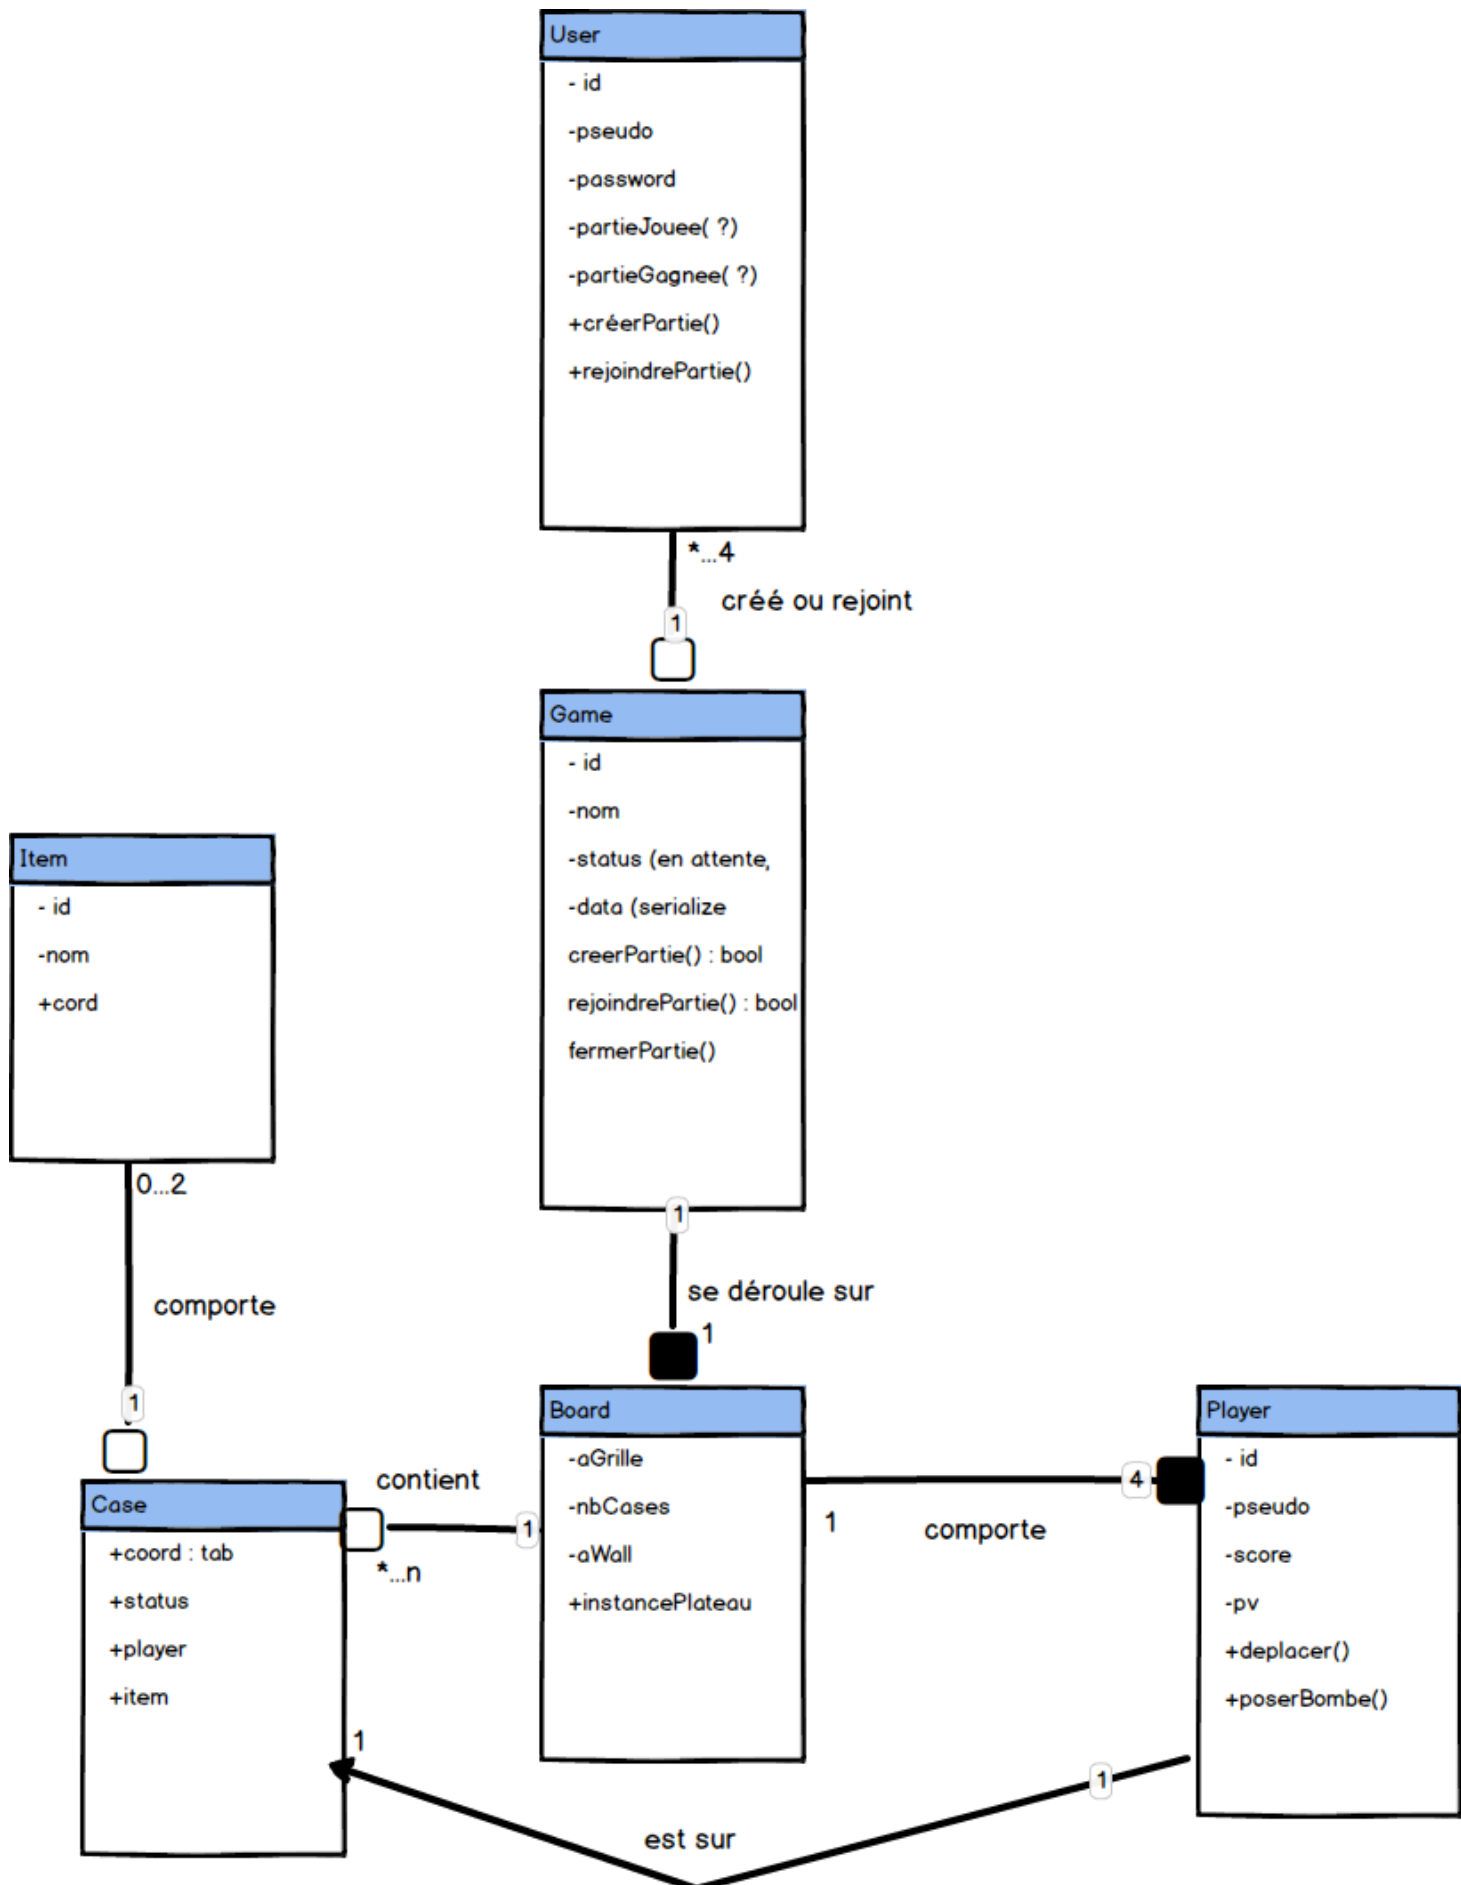 User
- id
-pseudo
-password
-partieJouee( ?)
-partieGagnee( ?)
+créerPartie()
+rejoindrePartie()
*...4
créé ou rejoint
1
Game
- id
-nom
-status (en attente,
-data (serialize
creerPartie() : bool
rejoindrePartie() : bool
fermerPartie()
1
se déroule sur
1
Item
- id
-nom
+cord
0...2
comporte
1
Case
+coord : tab
+status
+player
+item
contient
1
*...n
Board
-aGrille
-nbCases
-aWall
+instancePlateau
4
1
comporte
Player
- id
-pseudo
-score
-pv
+deplacer()
+poserBombe()
1
1
est sur